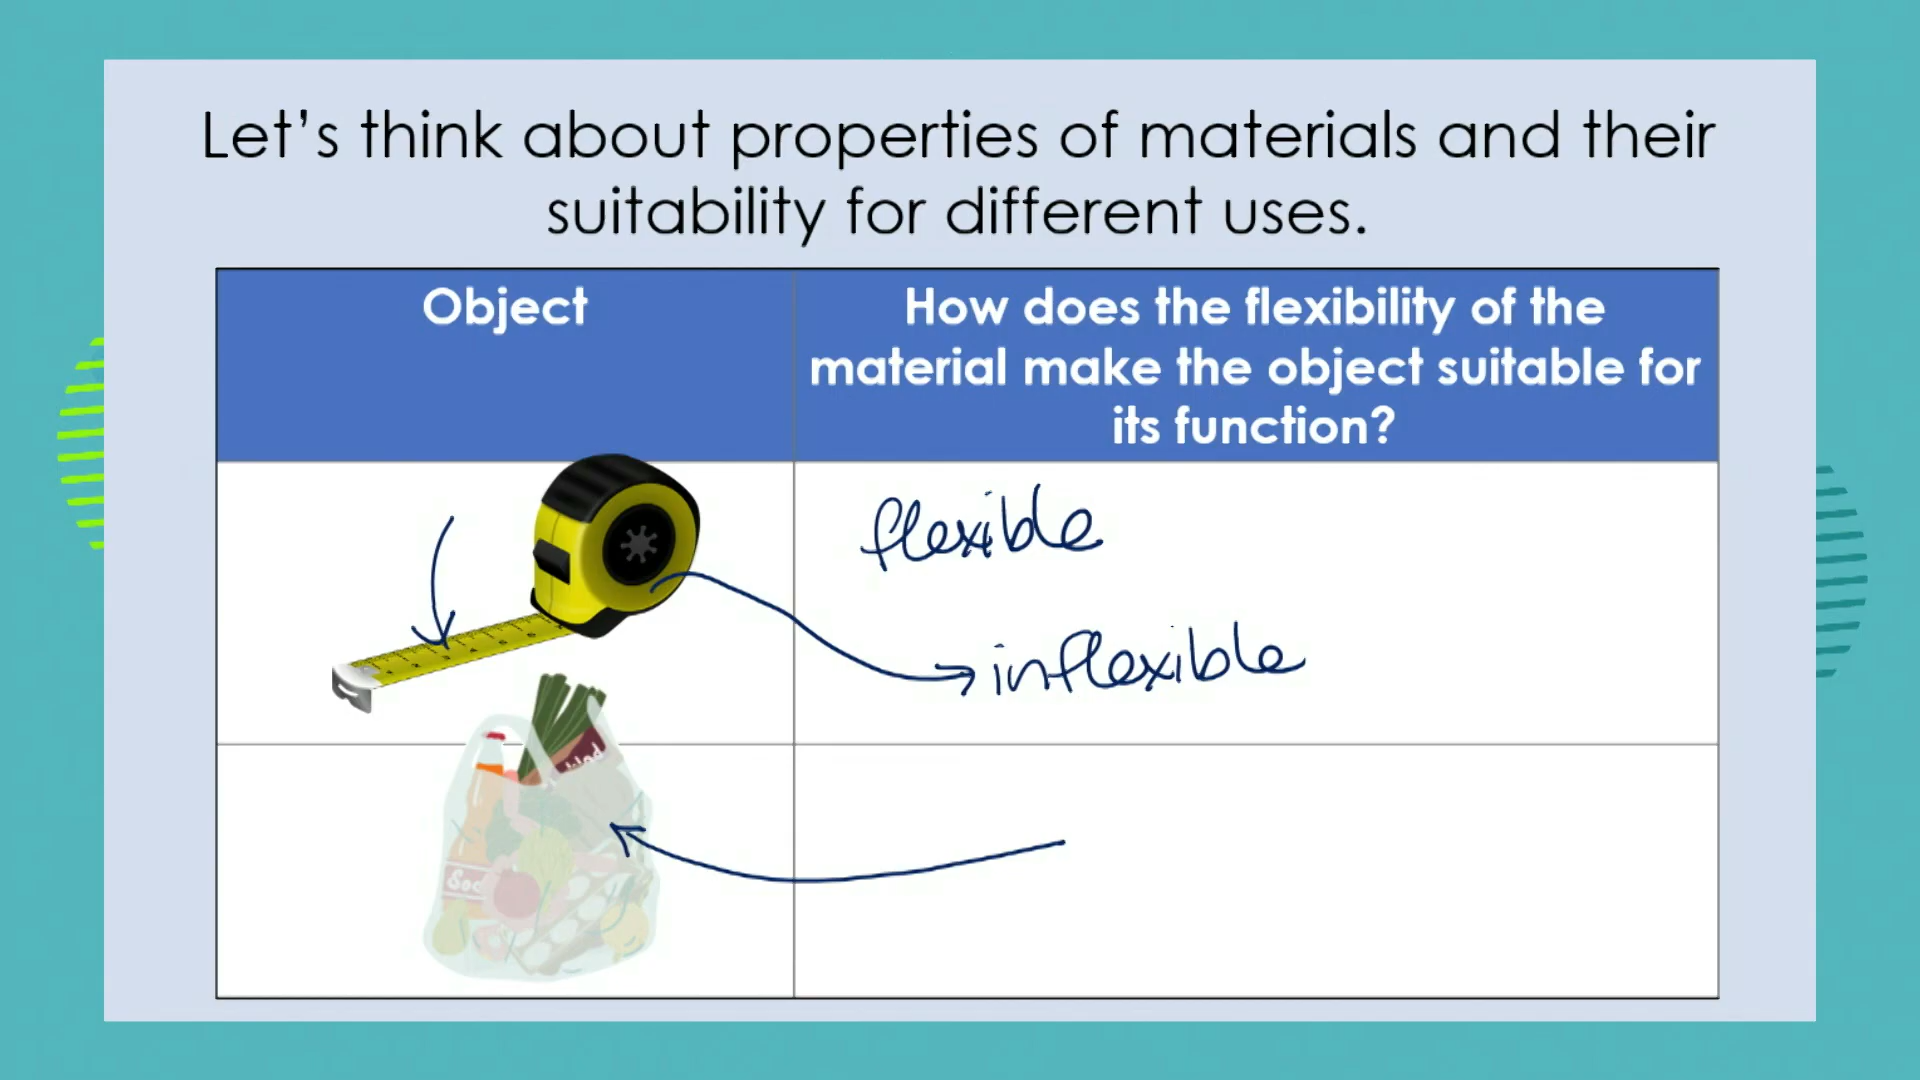 Let’s think about properties of materials and their
suitability for different uses.
Object
How does the flexibility of the
material make the object suitable for
its function?
flexible
inflexible